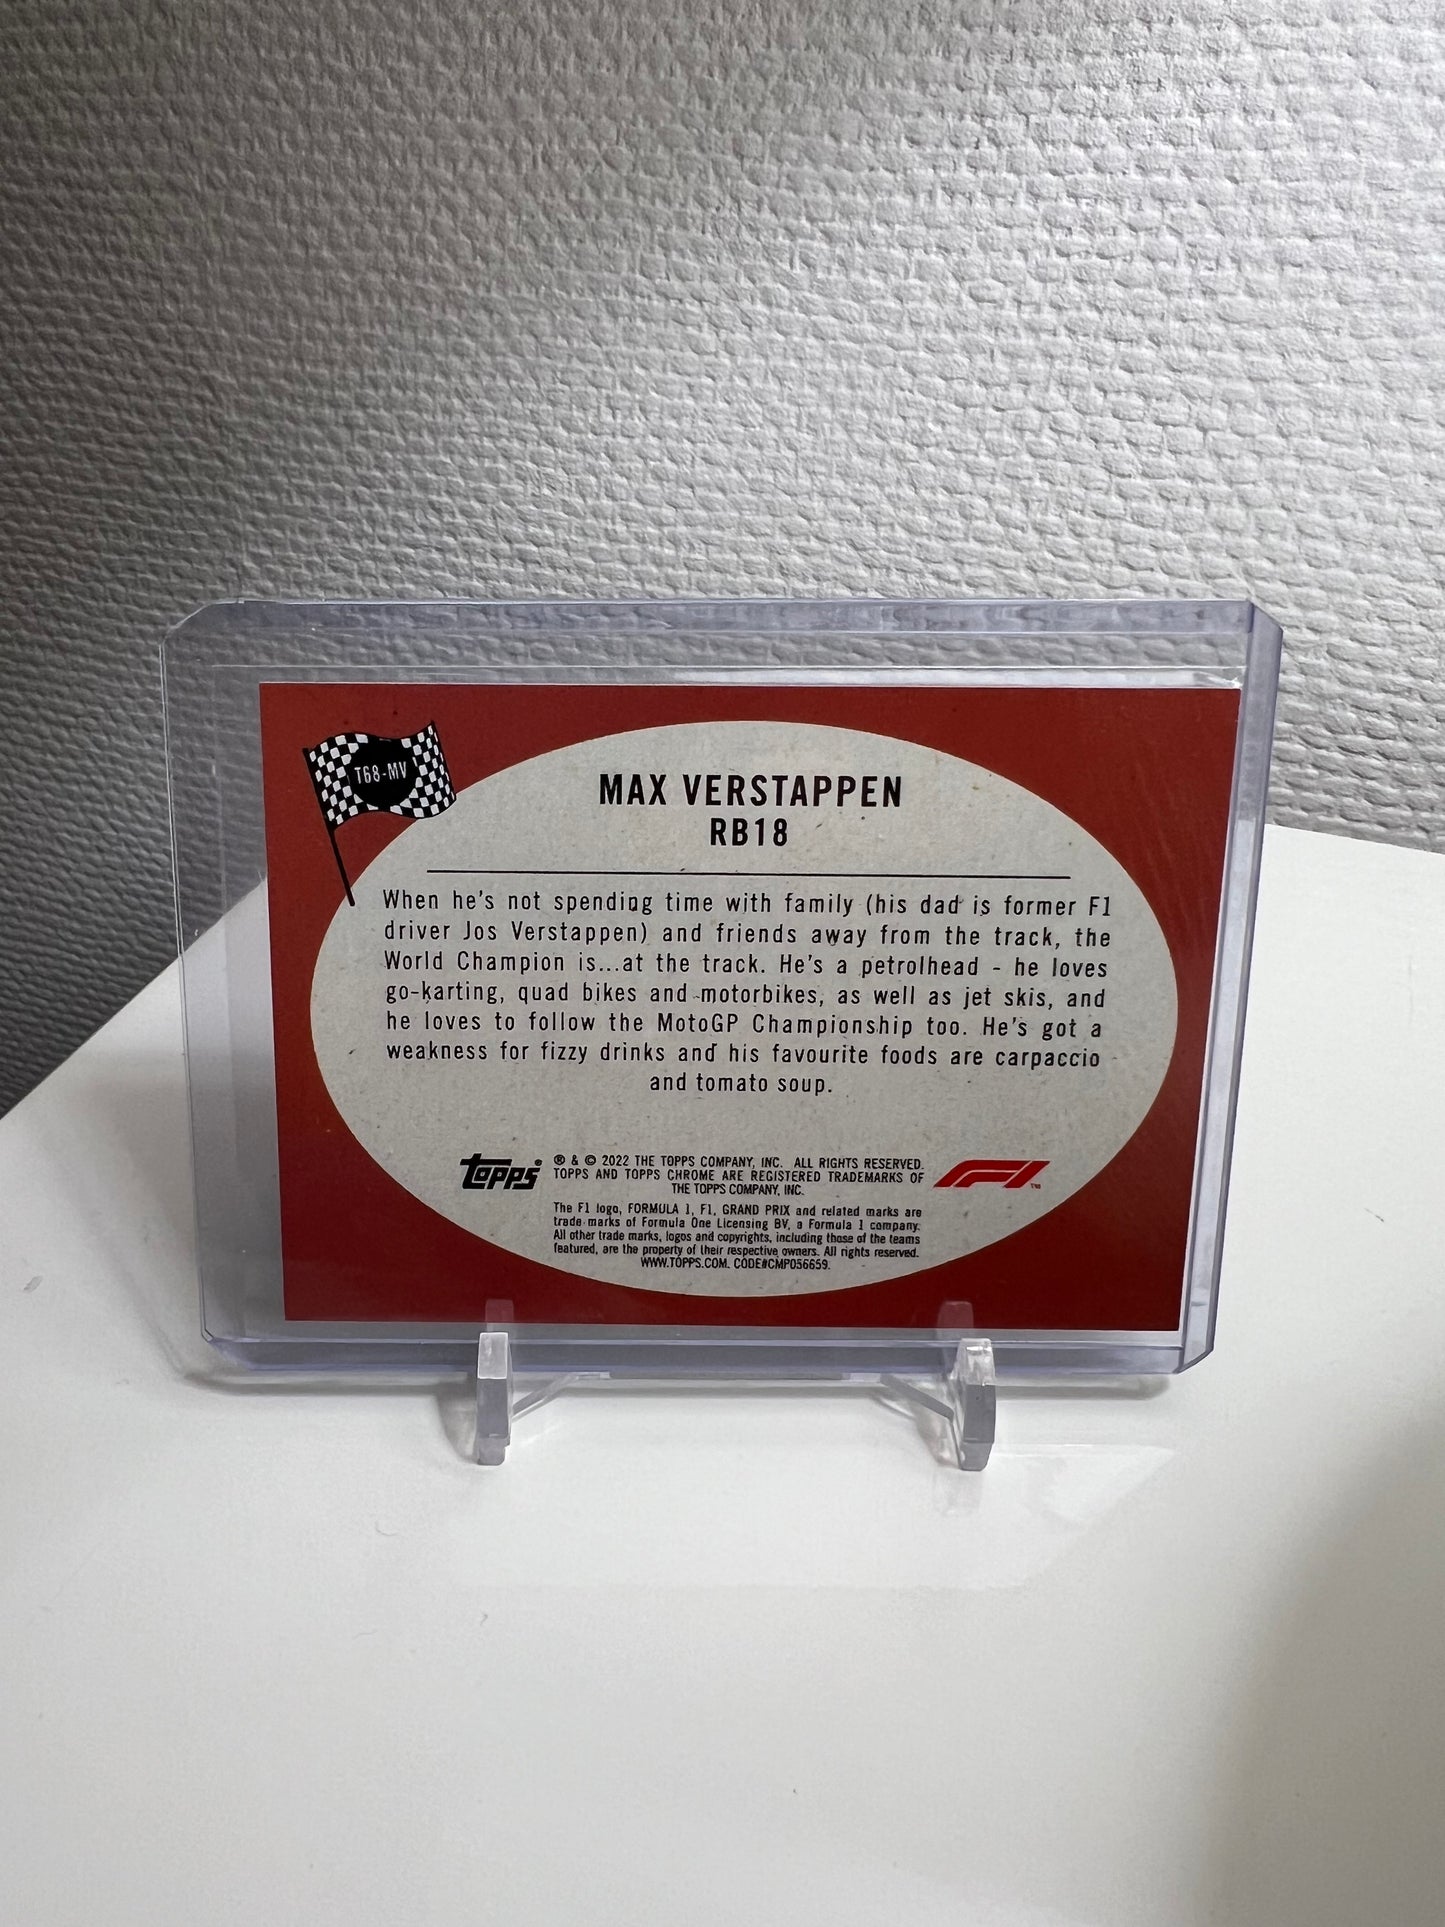 T68-MV
MAX VERSTAPPEN
RB18
When he's not spending time with family (his dad is former F1
driver Jos Verstappen) and friends away from the track, the
World Champion is...at the track. He's a petrolhead - he loves
go-karting, quad bikes and motorbikes, as well as jet skis, and
he loves to follow the MotoGP Championship too. He's got a
weakness for fizzy drinks and his favourite foods are carpaccio
and tomato soup.
topps®
® & © 2022 THE TOPPS COMPANY, INC. ALL RIGHTS RESERVED.
TOPPS AND TOPPS CHROME ARE REGISTERED TRADEMARKS OF
THE TOPPS COMPANY, INC.
F1™
The F1 logo, FORMULA 1, F1, GRAND PRIX and related marks are
trade marks of Formula One Licensing BV, a Formula 1 company.
All other trade marks, logos and copyrights, including those of the teams
featured, are the property of their respective owners. All rights reserved.
WWW.TOPPS.COM. CODE#CMP056659.